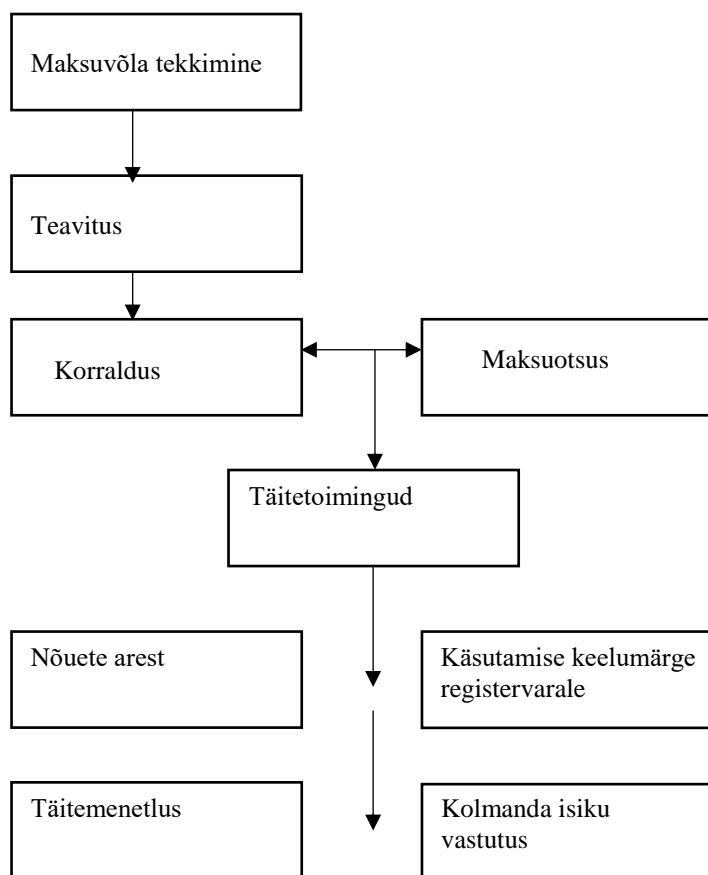 Maksuvõla tekkimine
Teavitus
Korraldus
Maksuotsus
Täitetoimingud
Nõuete arest
Käsutamise keelumärge
registervarale
Täitemenetlus
Kolmanda isiku
vastutus